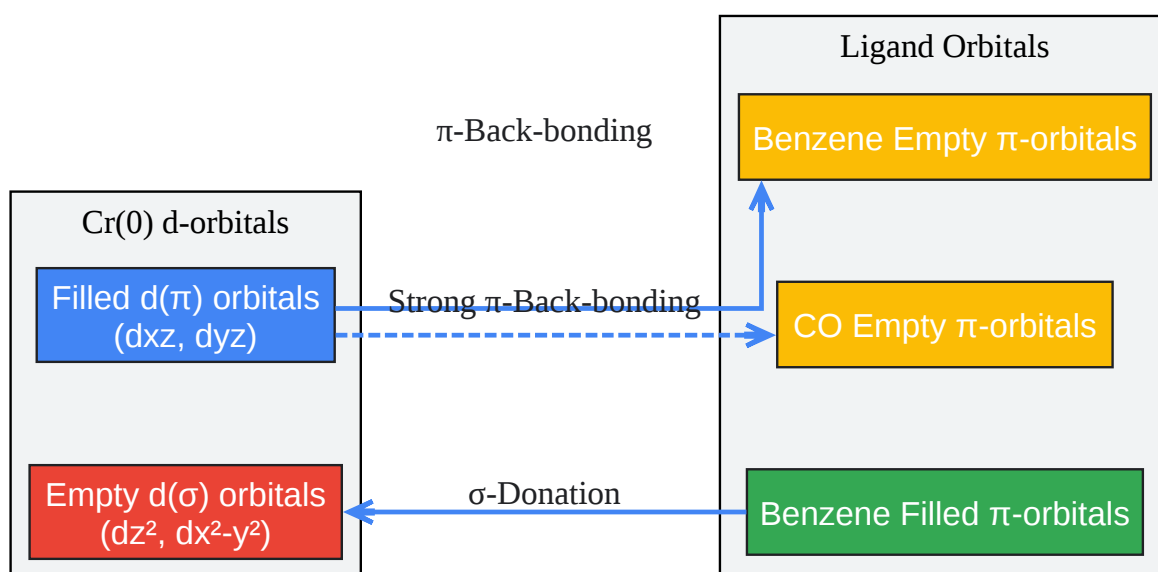 Ligand Orbitals
π-Back-bonding
Benzene Empty π-orbitals
Cr(0) d-orbitals
Filled d(π) orbitals
(dxz, dyz)
Strong π-Back-bonding
CO Empty π-orbitals
Empty d(σ) orbitals
(dz², dx²-y²)
σ-Donation
Benzene Filled π-orbitals